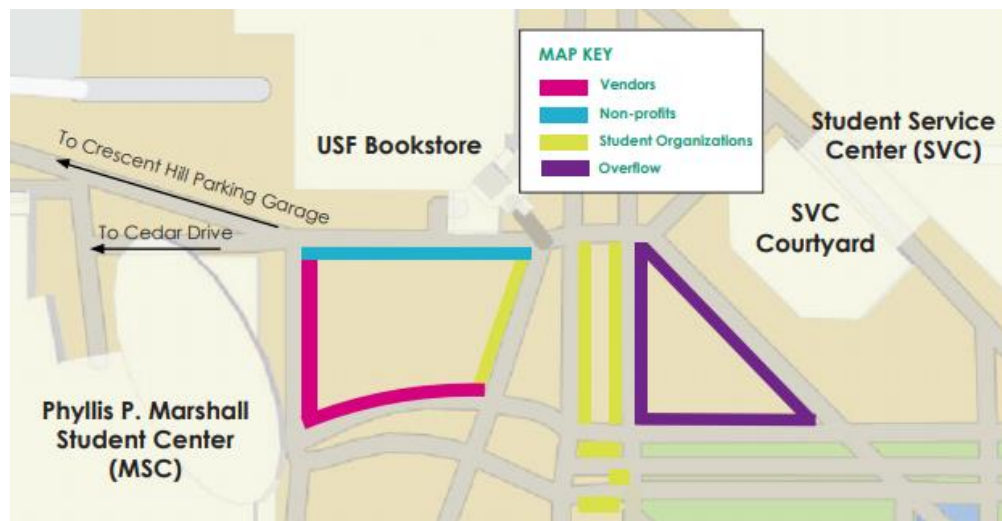 MAP KEY
Vendors
Non-profits
Student Organizations
Overflow
USF Bookstore
Student Service
Center (SVC)
To Crescent Hill Parking Garage
To Cedar Drive
SVC
Courtyard
Phyllis P. Marshall
Student Center
(MSC)